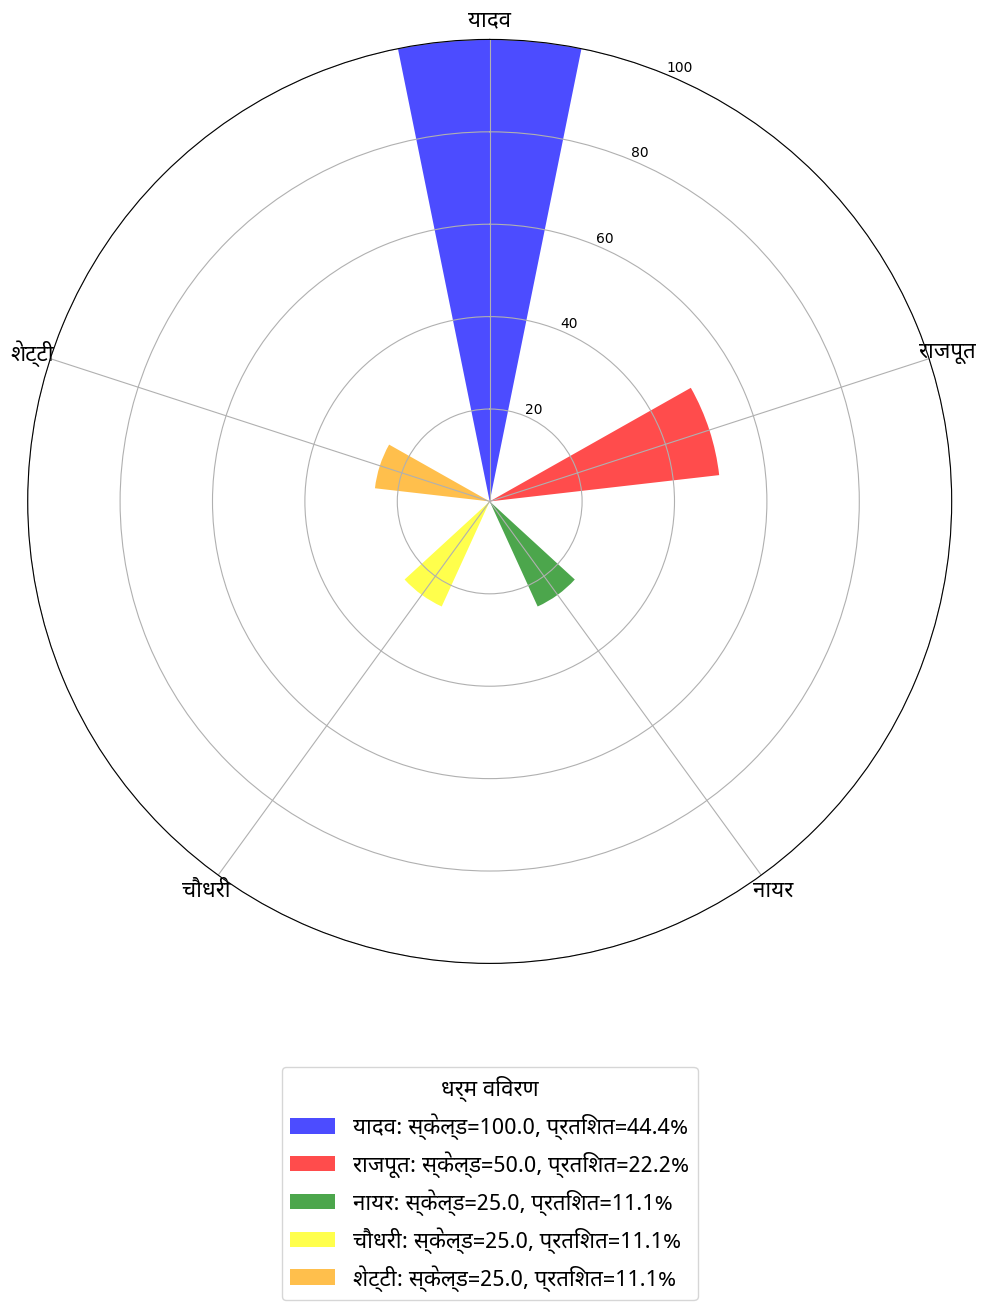 यादव
100
80
60
40
20
शेट्टी
राजपूत
चौधरी
नायर
धर्म विवरण
यादव: स्केल्ड=100.0, प्रतिशत=44.4%
राजपूत: स्केल्ड=50.0, प्रतिशत=22.2%
नायर: स्केल्ड=25.0, प्रतिशत=11.1%
चौधरी: स्केल्ड=25.0, प्रतिशत=11.1%
शेट्टी: स्केल्ड=25.0, प्रतिशत=11.1%